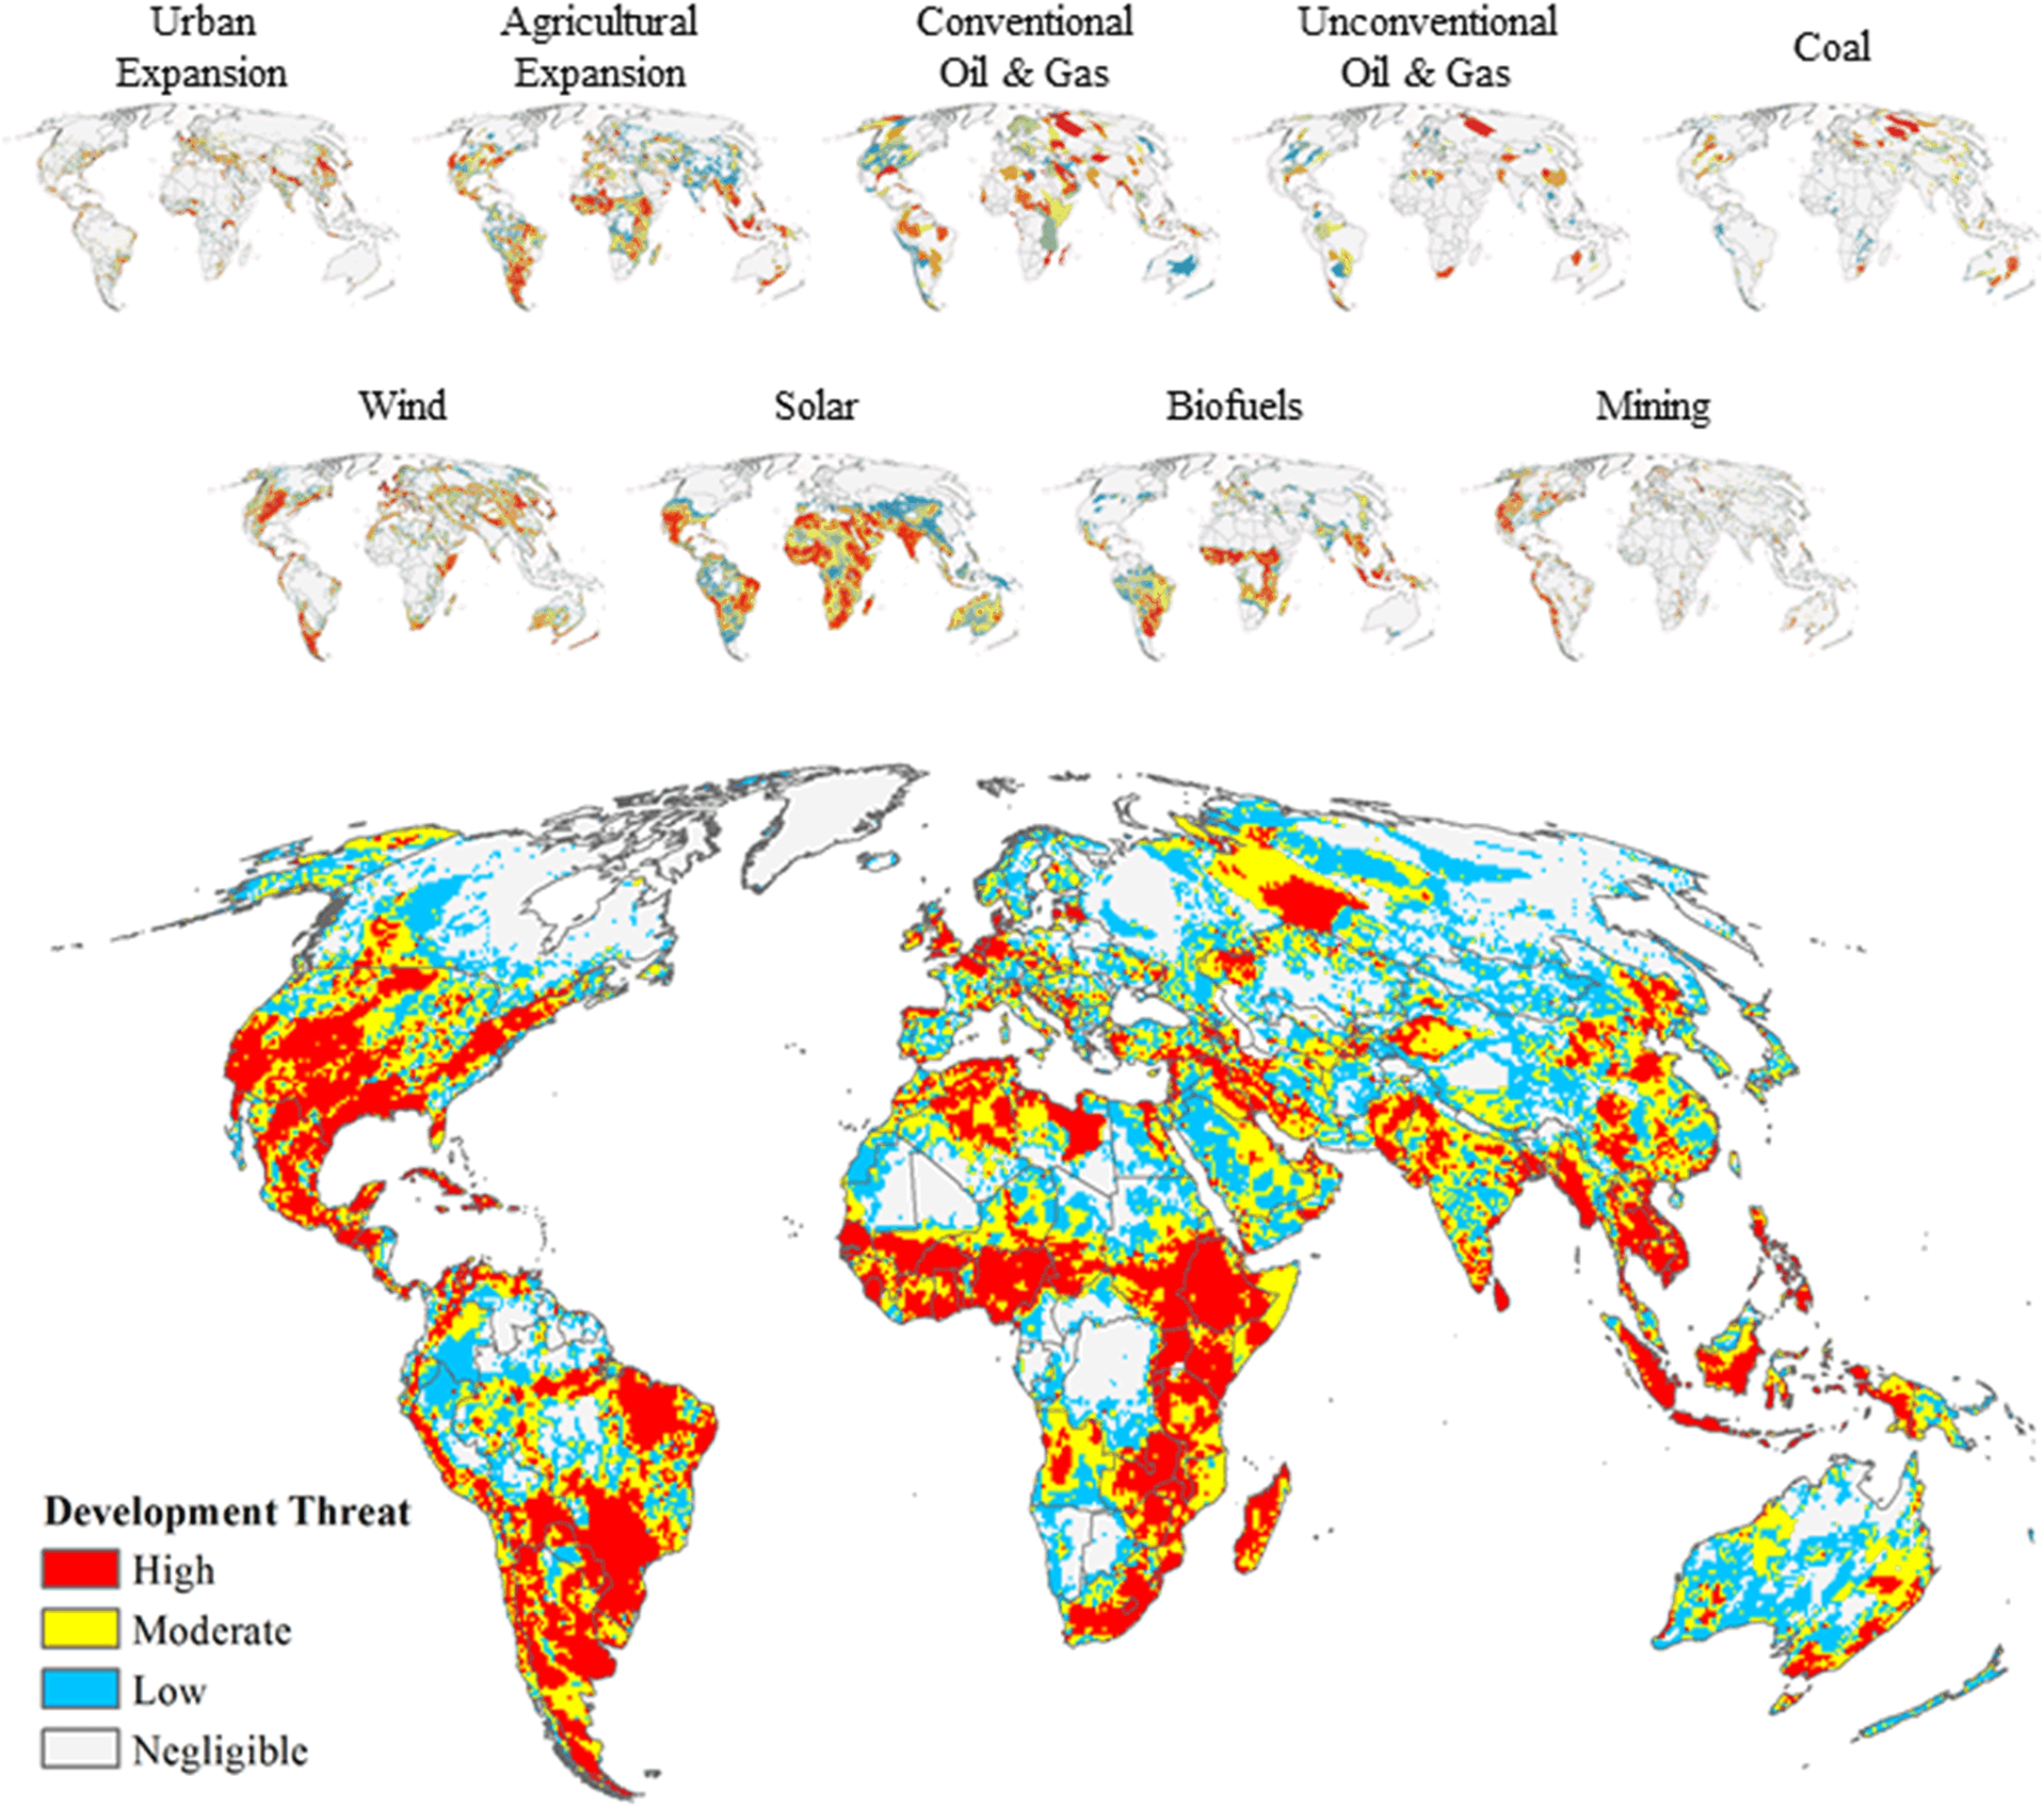 Urban
Expansion
Agricultural
Expansion
Conventional
Oil & Gas
Unconventional
Oil & Gas
Coal
Wind
Solar
Biofuels
Mining
Development Threat
High
Moderate
Low
Negligible